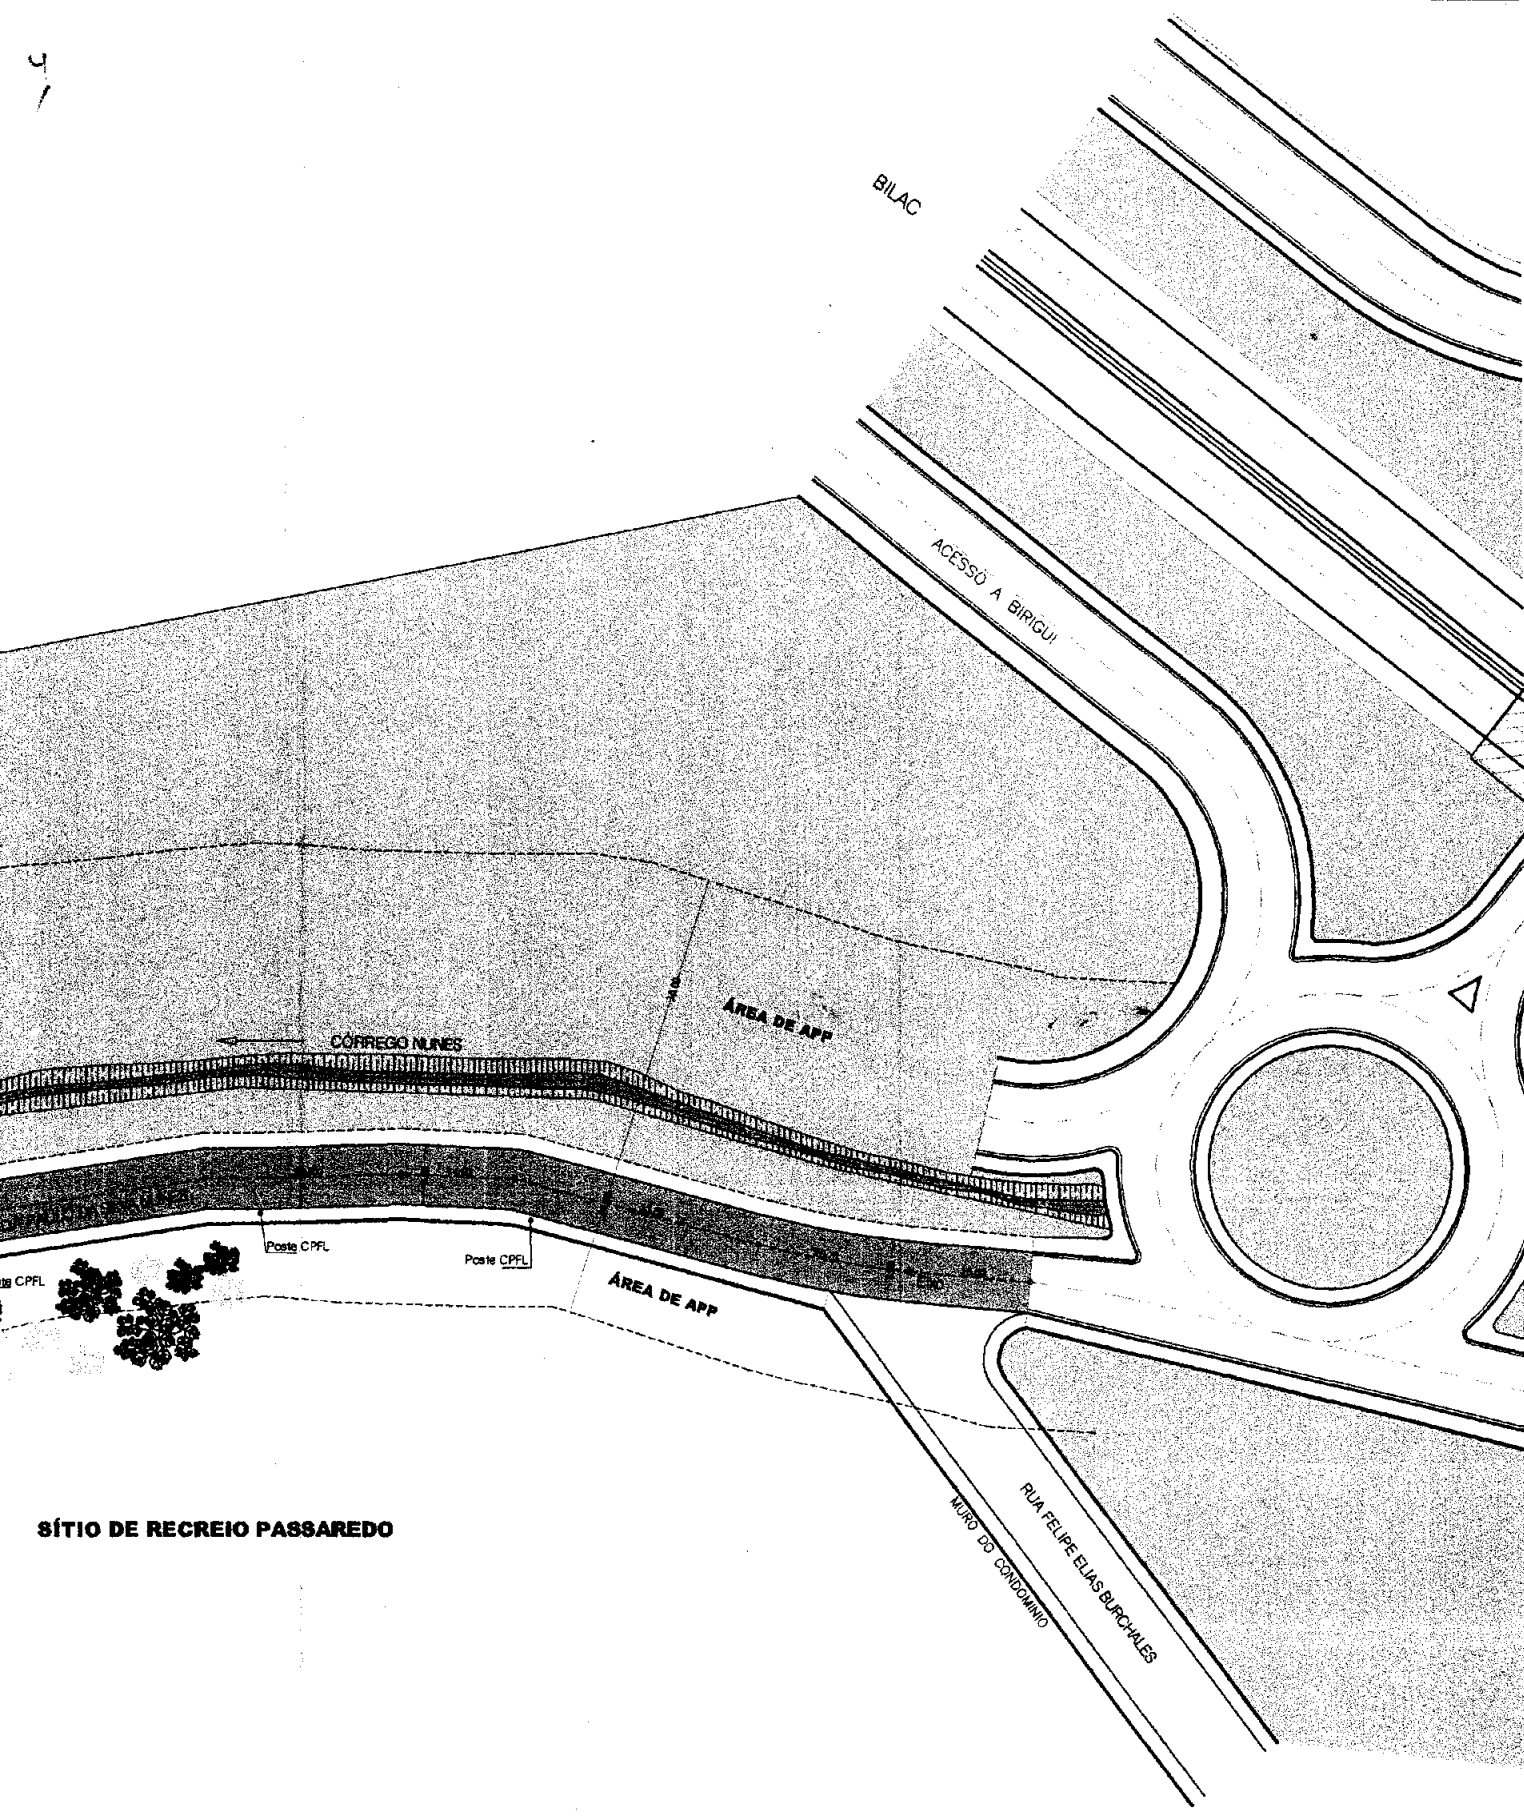 4
BILAC
ACESSO A BIRIGUI
ÁREA DE APP
CÓRREGO NUNES
Poste CPFL
Poste CPFL
CPFL
ÁREA DE APP
SÍTIO DE RECREIO PASSAREDO
MURO DO CONDOMINIO
RUA FELIPE ELIAS BURCHALES